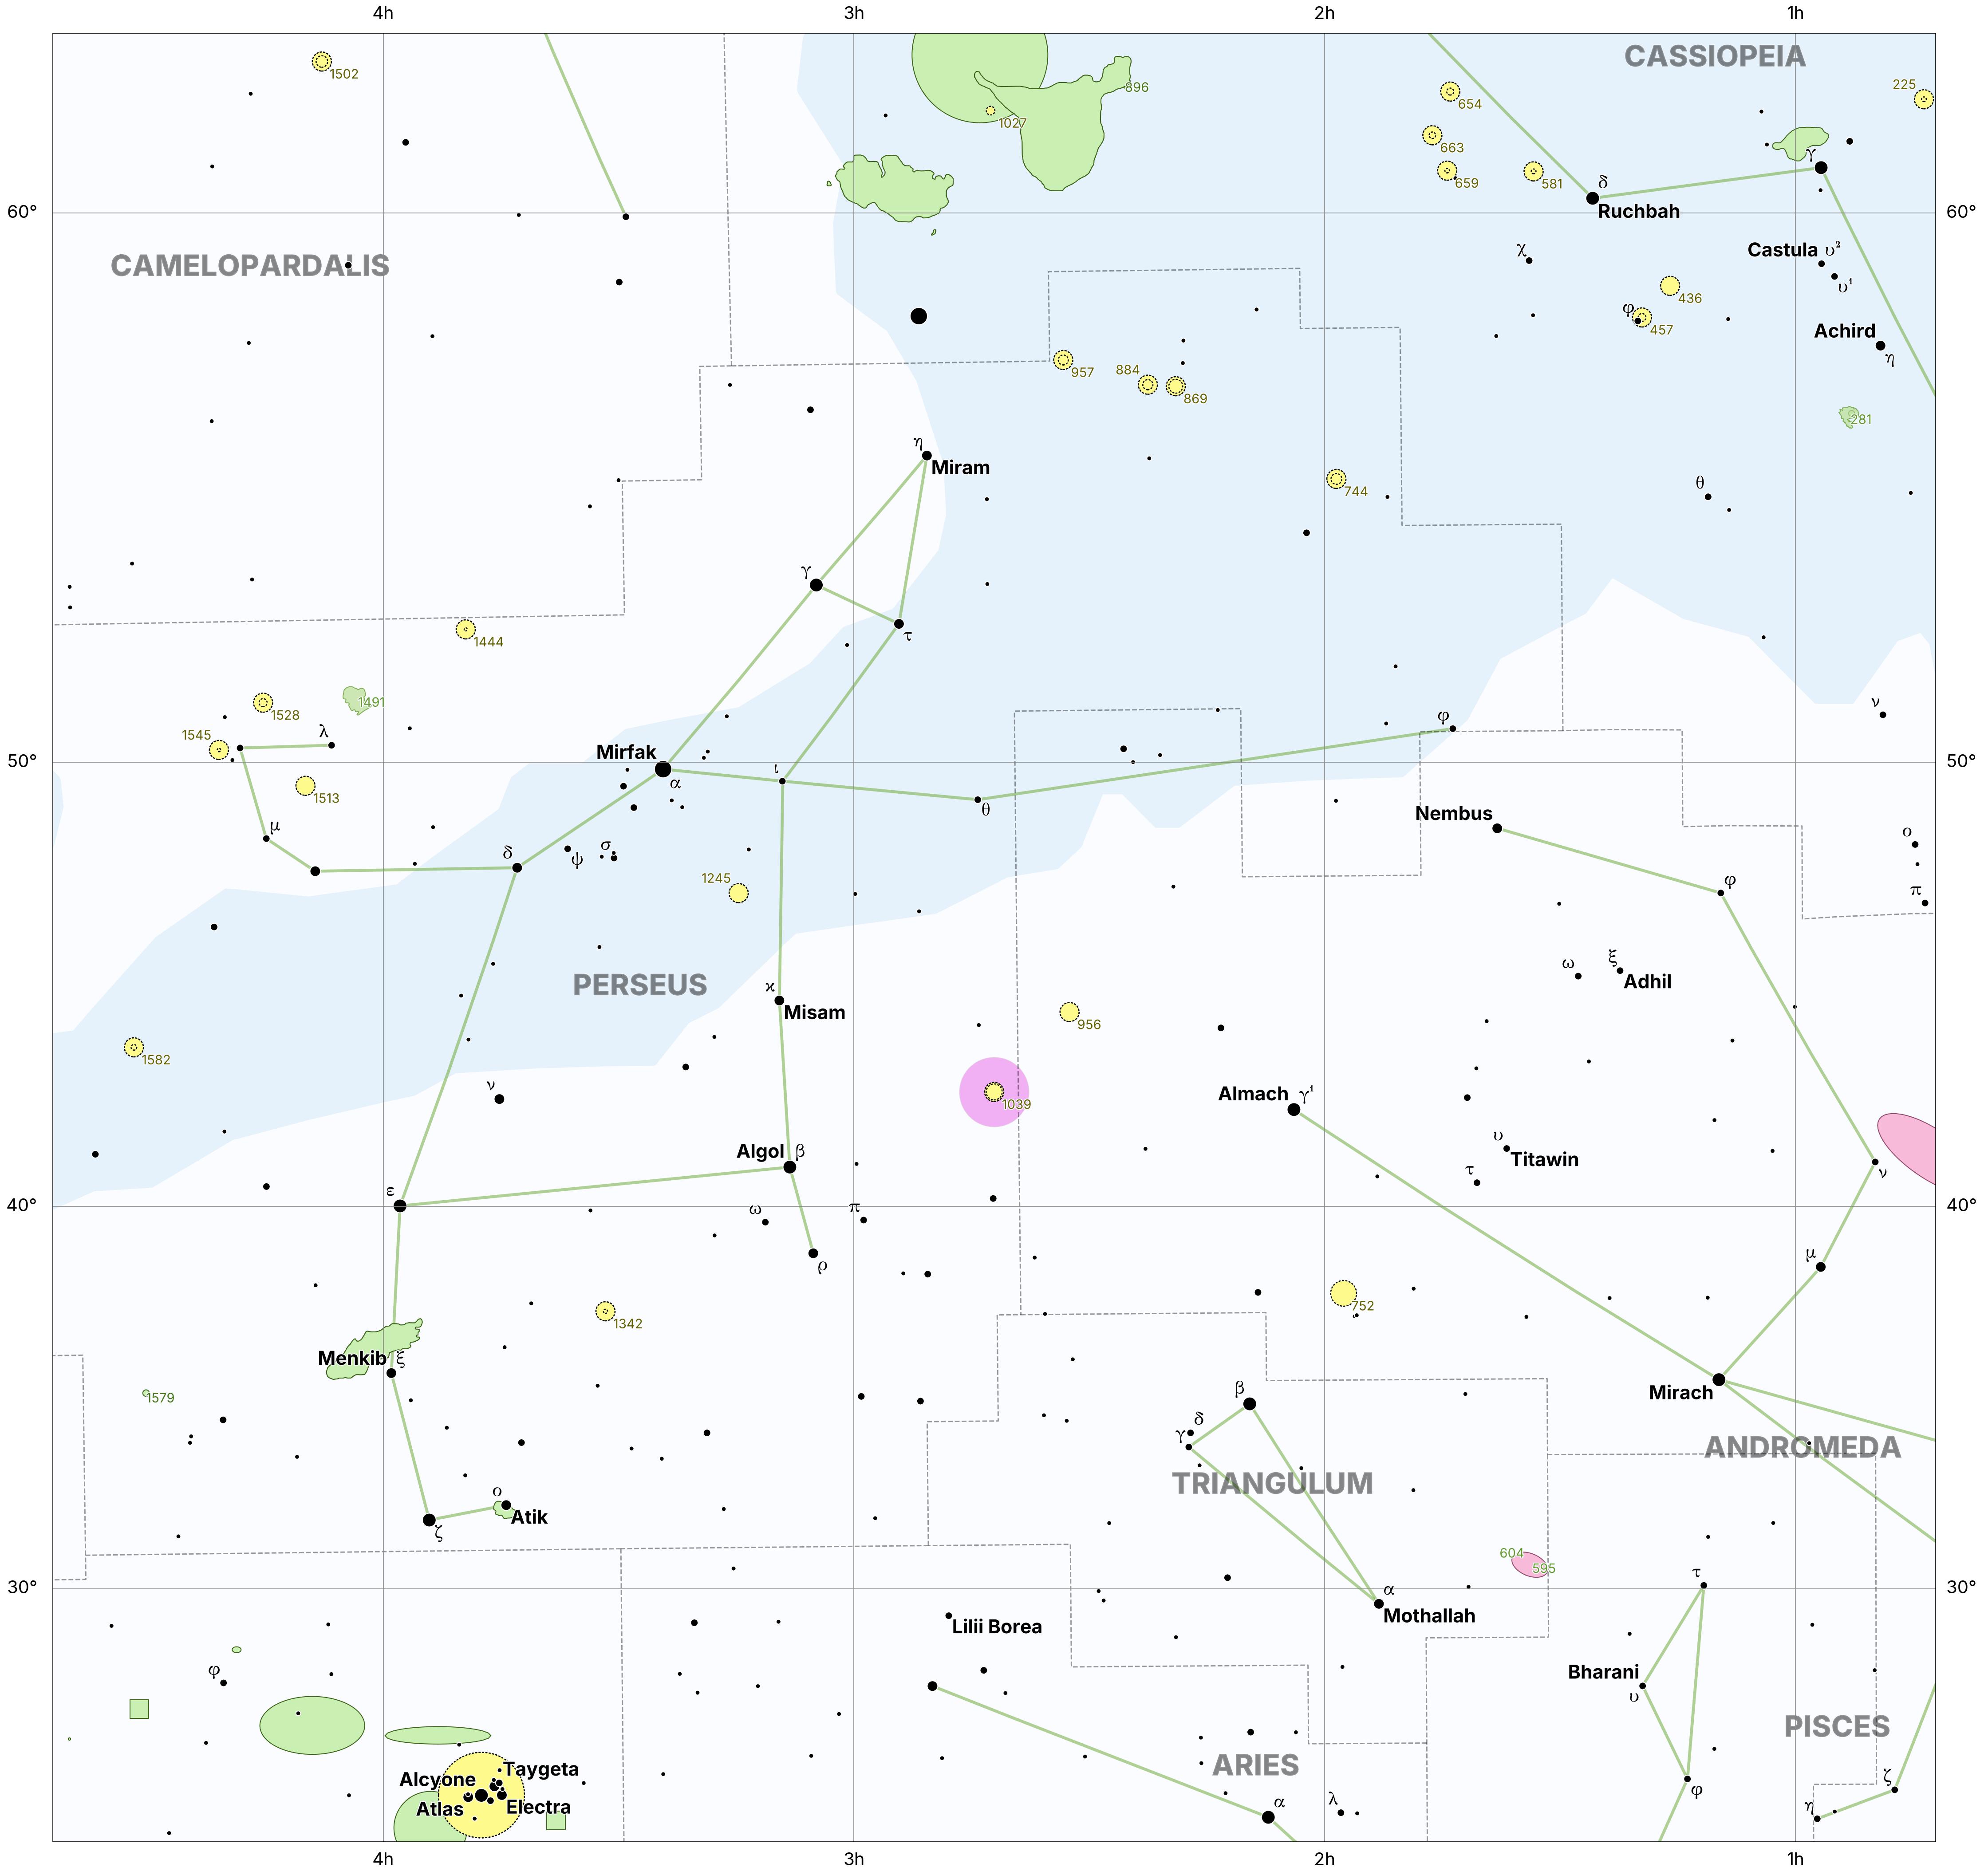 4h 3h 2h 1h
CASSIOPEIA
1502
896
654
225
1027
663
γ
659
581
δ
60° 60°
Ruchbah
CAMELOPARDALIS
χ
Castula υ²
υ¹
436
φ
457
Achird
η
957
884
869
281
η
Miram
θ
744
γ
τ
1444
1491
1528
ν
φ
1545
λ
Mirfak
α
50° 50°
ι
1513
θ
Nembus
μ
ο
δ
ψ
σ
1245
φ
π
PERSEUS
ω
ξ
Adhil
ϰ
Misam
956
1582
ν
1039
Almach γ¹
υ
Titawin
Algol β
τ
ν
ε
40° 40°
ω
π
ρ
μ
752
1342
Menkib ξ
1579
β
Mirach
δ
γ
ANDROMEDA
TRIANGULUM
ο
Atik
ζ
604
595
τ
30° 30°
α
Mothallah
Lilii Borea
φ
Bharani
υ
PISCES
ARIES
Taygeta
Alcyone
Electra
Atlas
α
λ
φ
ζ
η
4h 3h 2h 1h